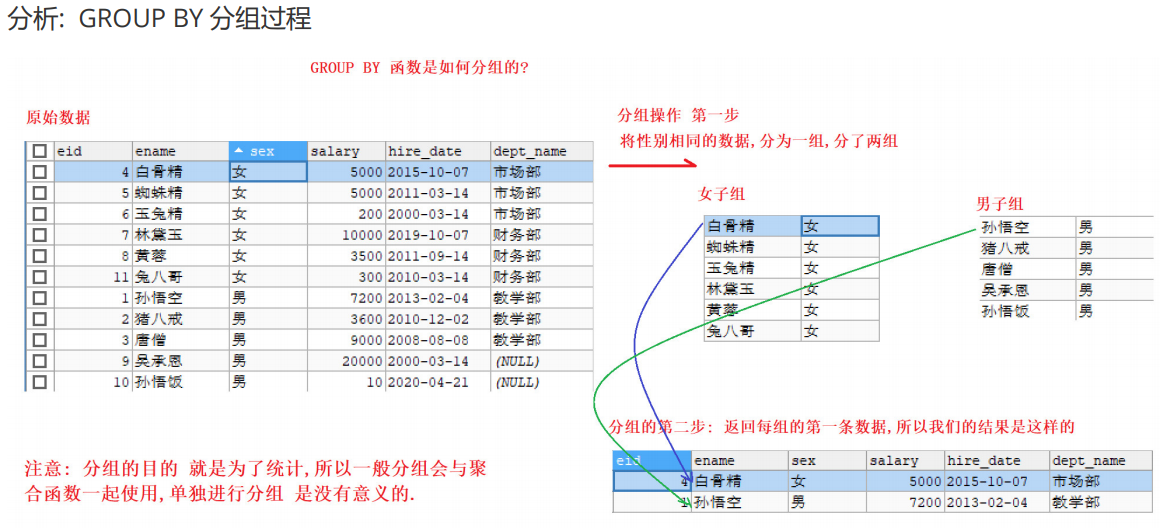 分析: GROUP BY 分组过程
GROUP BY 函数是如何分组的?
原始数据
eid ename sex salary hire_date dept_name
4 白骨精 女 5000 2015-10-07 市场部
5 蜘蛛精 女 5000 2011-03-14 市场部
6 玉兔精 女 200 2000-03-14 市场部
7 林黛玉 女 10000 2019-10-07 财务部
8 黄蓉 女 3500 2011-09-14 财务部
11 兔八哥 女 300 2010-03-14 财务部
1 孙悟空 男 7200 2013-02-04 教学部
2 猪八戒 男 3600 2010-12-02 教学部
3 唐僧 男 9000 2008-08-08 教学部
9 吴承恩 男 20000 2000-03-14 (NULL)
10 孙悟饭 男 10 2020-04-21 (NULL)
分组操作 第一步
将性别相同的数据,分为一组,分了两组
女子组
白骨精 女
蜘蛛精 女
玉兔精 女
林黛玉 女
黄蓉 女
兔八哥 女
男子组
孙悟空 男
猪八戒 男
唐僧 男
吴承恩 男
孙悟饭 男
分组的第二步: 返回每组的第一条数据,所以我们的结果是这样的
eid ename sex salary hire_date dept_name
4 白骨精 女 5000 2015-10-07 市场部
1 孙悟空 男 7200 2013-02-04 教学部
注意: 分组的目的 就是为了统计,所以一般分组会与聚
合函数一起使用,单独进行分组 是没有意义的.